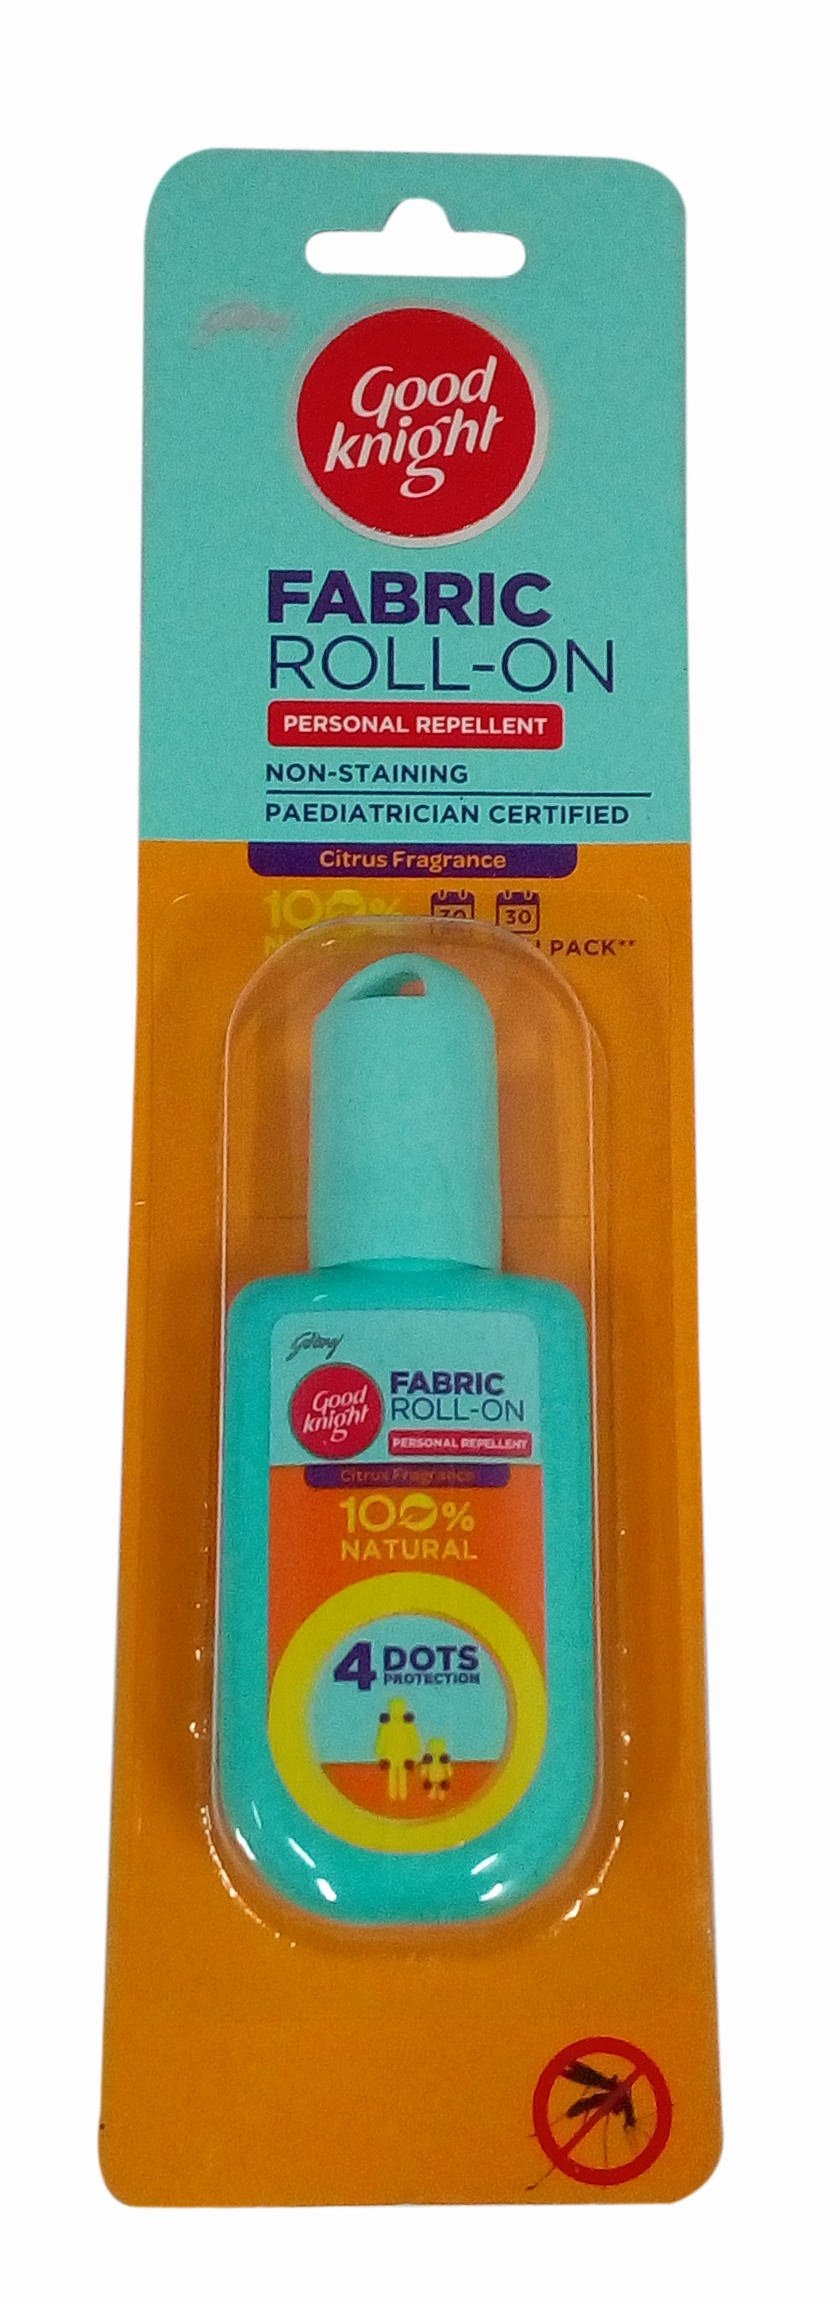 Godrej
Good
knight
FABRIC
ROLL-ON
PERSONAL REPELLENT
NON-STAINING
PAEDIATRICIAN CERTIFIED
Citrus Fragrance
100%
30 30
PACK**
Godrej
Good
knight
FABRIC
ROLL-ON
PERSONAL REPELLENT
Citrus Fragrance
100%
NATURAL
4 DOTS
PROTECTION